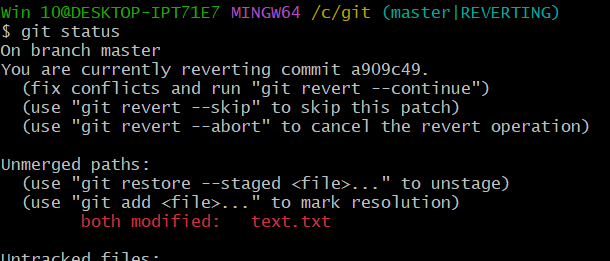 Win 10@DESKTOP-IPT71E7 MINGW64 /c/git (master|REVERTING)
$ git status
On branch master
You are currently reverting commit a909c49.
  (fix conflicts and run "git revert --continue")
  (use "git revert --skip" to skip this patch)
  (use "git revert --abort" to cancel the revert operation)

Unmerged paths:
  (use "git restore --staged <file>..." to unstage)
  (use "git add <file>..." to mark resolution)
        both modified:   text.txt

Untracked files: